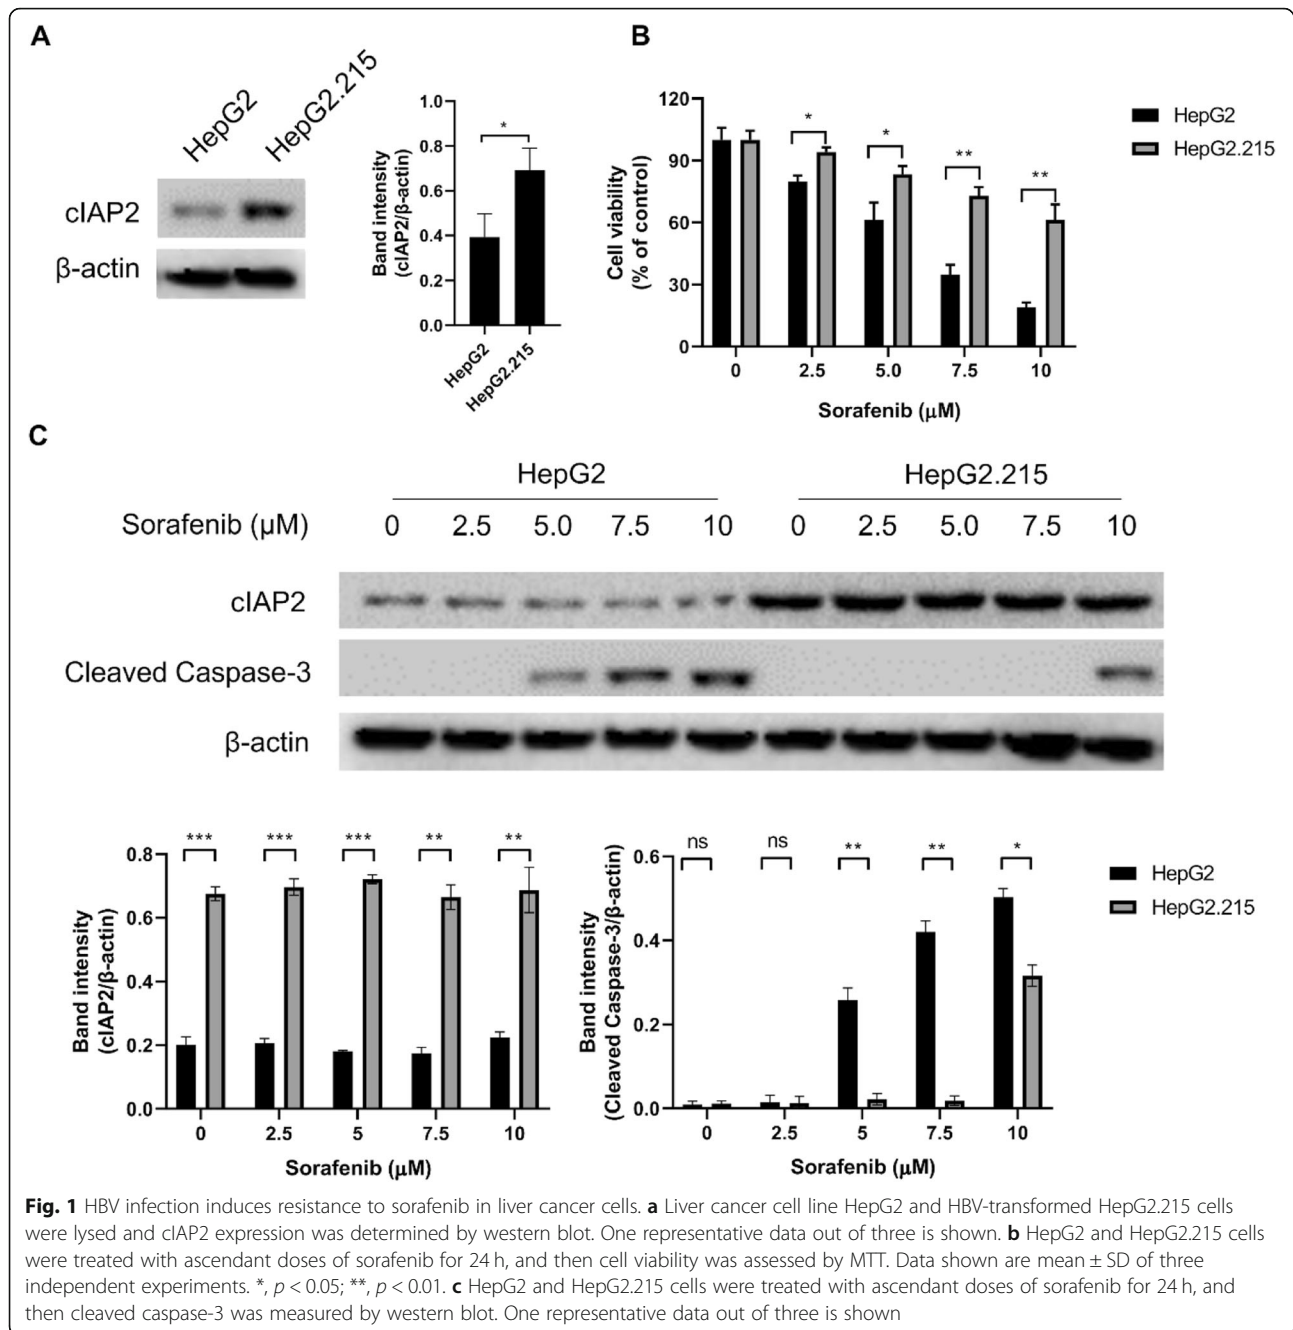 A
HepG2
HepG2.215
cIAP2
β-actin
Band intensity
(cIAP2/β-actin)
1.0
0.8
0.6
0.4
0.2
0.0
*
HepG2
HepG2.215
B
Cell viability
(% of control)
120
90
60
30
0
* * ** **
0 2.5 5.0 7.5 10
Sorafenib (μM)
HepG2
HepG2.215
C
HepG2 HepG2.215
Sorafenib (μM) 0 2.5 5.0 7.5 10 0 2.5 5.0 7.5 10
cIAP2
Cleaved Caspase-3
β-actin
Band intensity
(cIAP2/β-actin)
0.8
0.6
0.4
0.2
0.0
*** *** *** ** **
0 2.5 5 7.5 10
Sorafenib (μM)
Band intensity
(Cleaved Caspase-3/β-actin)
0.6
0.4
0.2
0.0
ns ns ** ** *
0 2.5 5 7.5 10
Sorafenib (μM)
HepG2
HepG2.215
Fig. 1 HBV infection induces resistance to sorafenib in liver cancer cells. a Liver cancer cell line HepG2 and HBV-transformed HepG2.215 cells
were lysed and cIAP2 expression was determined by western blot. One representative data out of three is shown. b HepG2 and HepG2.215 cells
were treated with ascendant doses of sorafenib for 24 h, and then cell viability was assessed by MTT. Data shown are mean ± SD of three
independent experiments. *, p < 0.05; **, p < 0.01. c HepG2 and HepG2.215 cells were treated with ascendant doses of sorafenib for 24 h, and
then cleaved caspase-3 was measured by western blot. One representative data out of three is shown